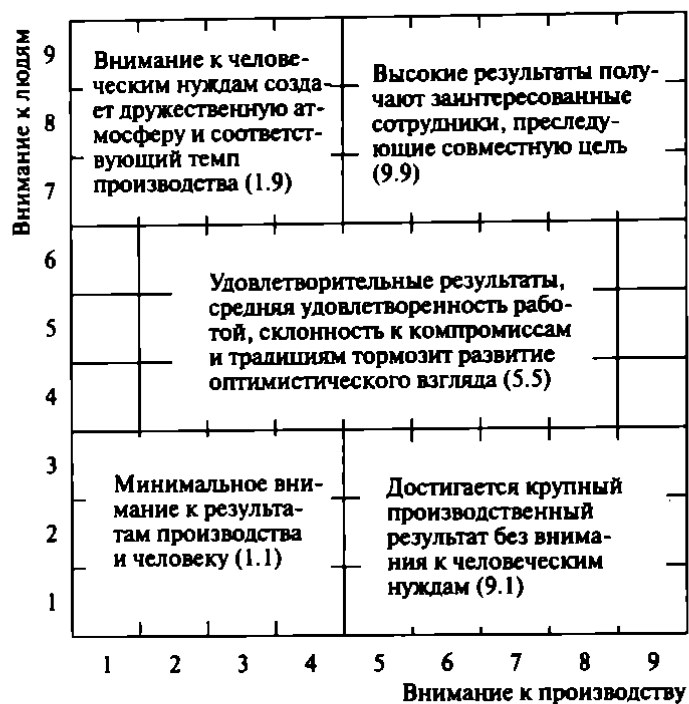 Внимание к людям
9
8
7
6
5
4
3
2
1
Внимание к челове-
ческим нуждам созда-
ет дружественную ат-
мосферу и соответст-
вующий темп
производства (1.9)
Высокие результаты полу-
чают заинтересованные
сотрудники, преследу-
ющие совместную цель
(9.9)
Удовлетворительные результаты,
средняя удовлетворенность рабо-
той, склонность к компромиссам
и традициям тормозит развитие
оптимистического взгляда (5.5)
Минимальное вни-
мание к результа-
там производства
и человеку (1.1)
Достигается крупный
производственный
результат без внима-
ния к человеческим
нуждам (9.1)
1 2 3 4 5 6 7 8 9
Внимание к производству